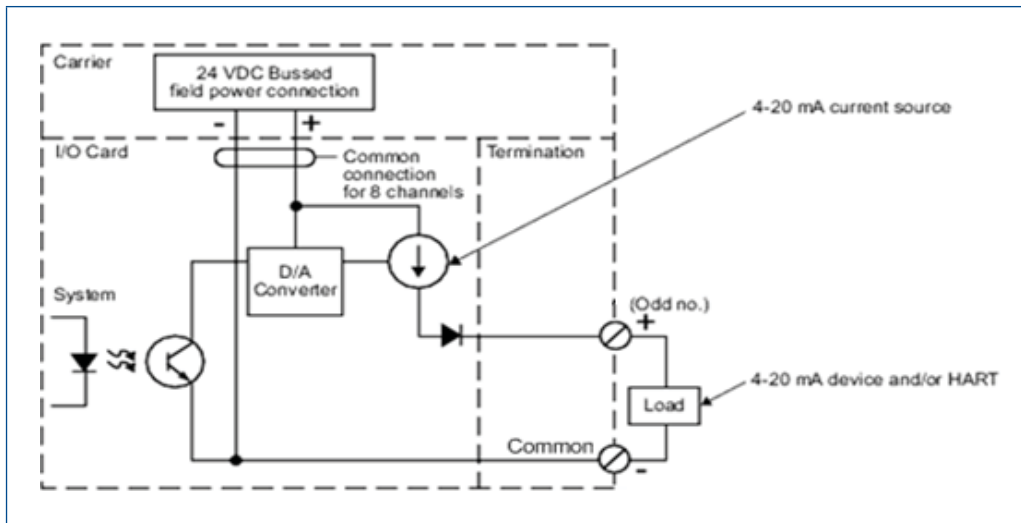 Carrier
24 VDC Bussed
field power connection
- +
4-20 mA current source
I/O Card
Common
connection
for 8 channels
Termination
D/A
Converter
System
(Odd no.)
+
4-20 mA device and/or HART
Load
Common
-